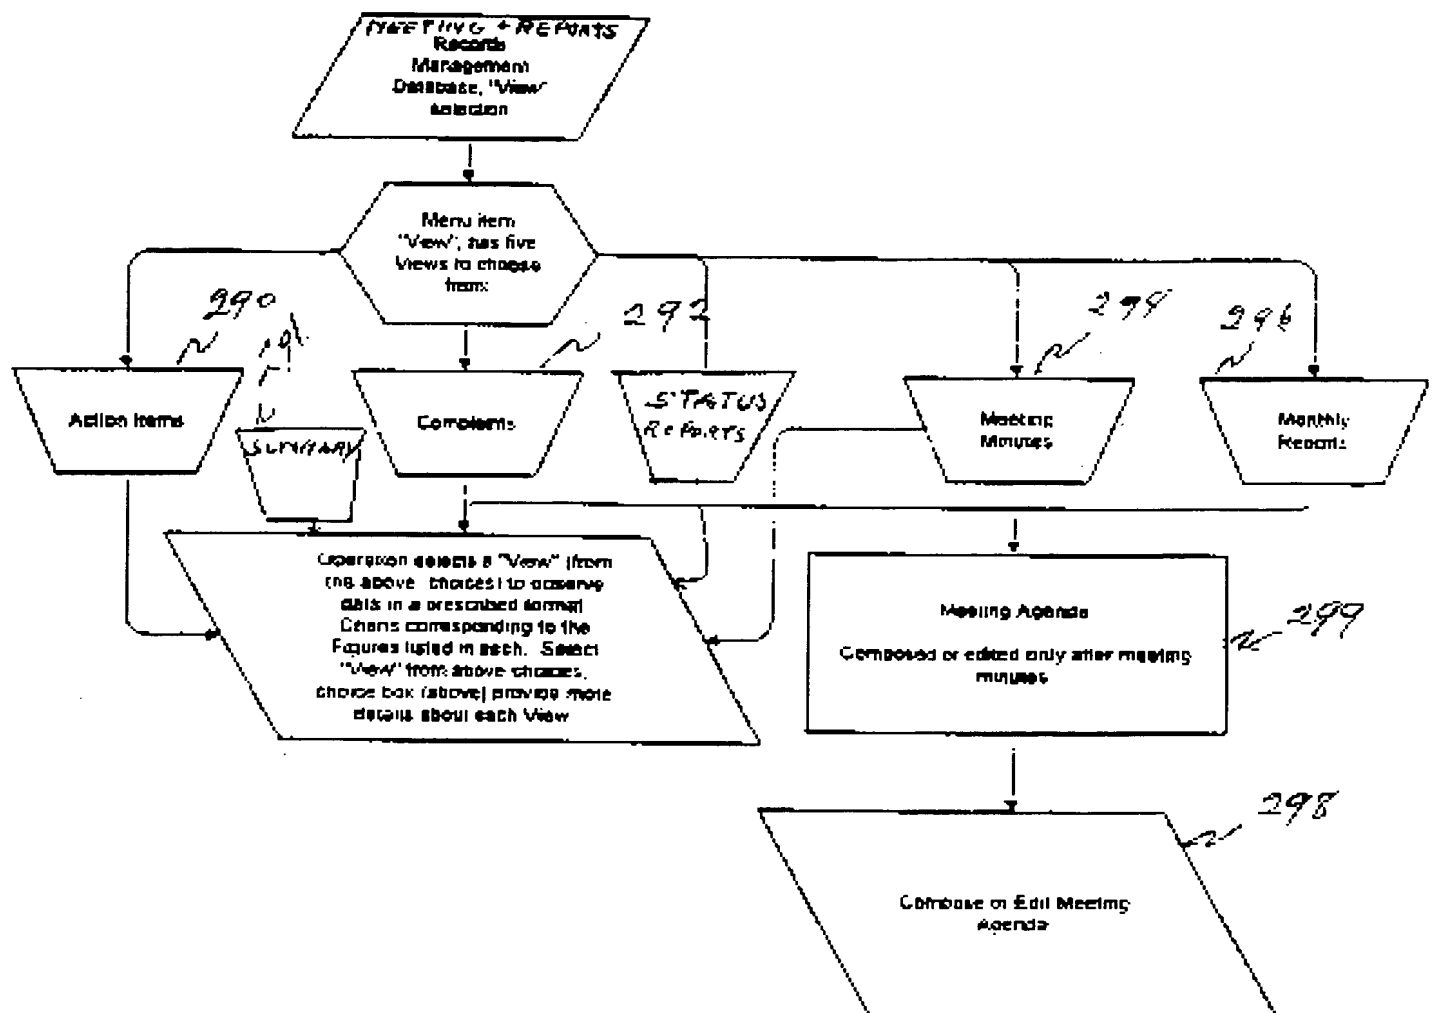 MEETING + REPORTS
Records
Management
Database, "View"
selection
Menu item
"View", has five
Views to choose
from:
290
292
294
296
Action Items
SUMMARY
Complaints
STATUS
REPORTS
Meeting
Minutes
Monthly
Reports
Operation selects a "View" (from
the above choices) to observe
data in a prescribed format
Charts corresponding to the
Figures listed in each. Select
"View" from above choices,
choice box (above) provide more
details about each View
Meeting Agenda
Composed or edited only after meeting
minutes
299
298
Compose or Edit Meeting
Agenda